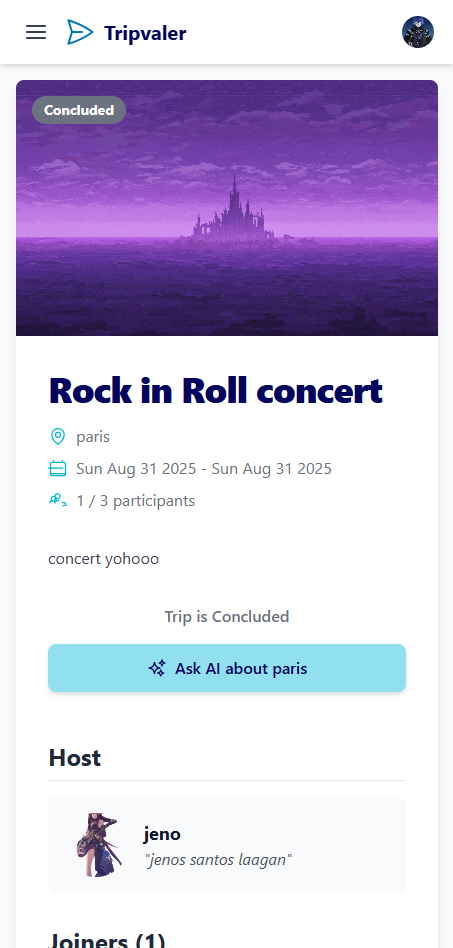 Tripvaler
Concluded
Rock in Roll concert
paris
Sun Aug 31 2025 - Sun Aug 31 2025
1 / 3 participants
concert yohooo
Trip is Concluded
Ask AI about paris
Host
jeno
"jenos santos laagan"
Joiners (1)